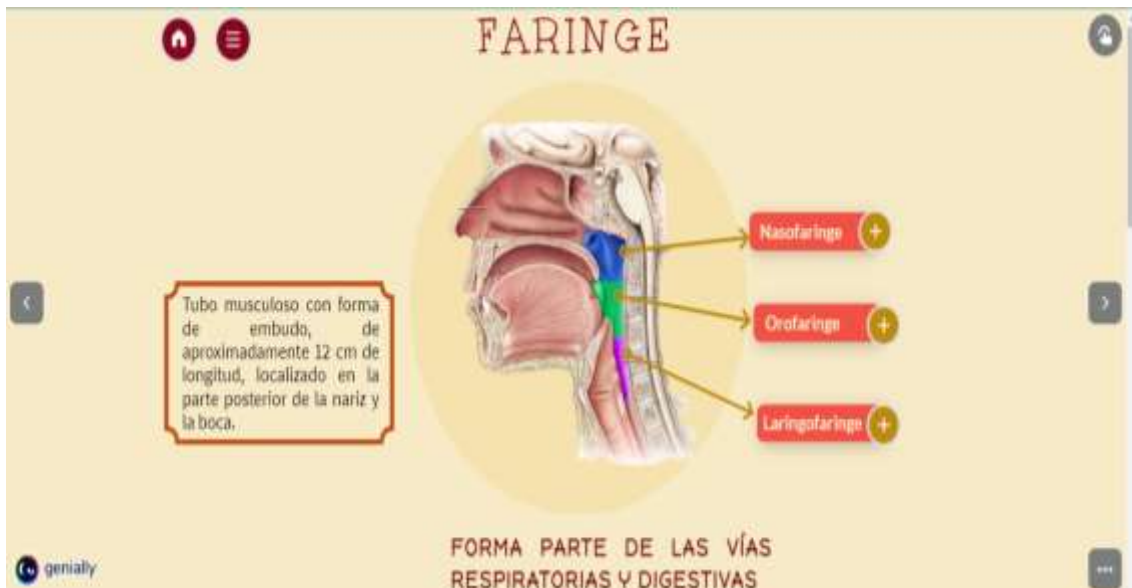 FARINGE
Nasofaringe
Orofaringe
Laringofaringe
Tubo musculoso con forma
de embudo, de
aproximadamente 12 cm de
longitud, localizado en la
parte posterior de la nariz y
la boca.
FORMA PARTE DE LAS VÍAS
RESPIRATORIAS Y DIGESTIVAS
genially